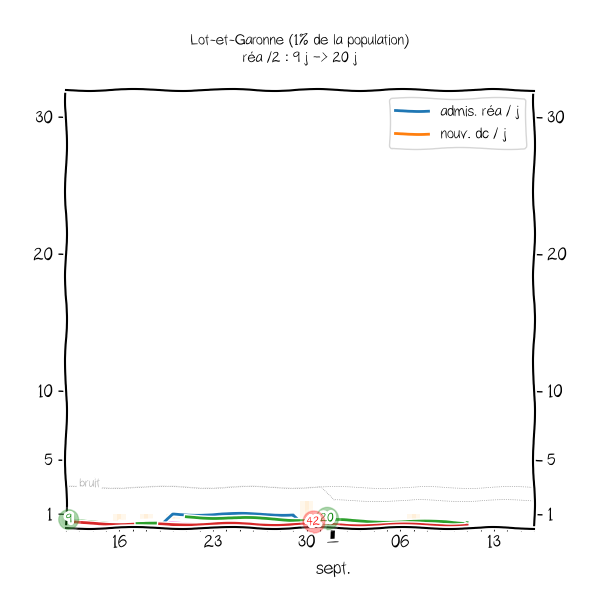 Lot-et-Garonne (1% de la population)
réa /2 : 9 j -> 20 j
admis. réa / j
nouv. dc / j
30 30
20 20
10 10
5 5
bruit
1 9 42 20 1
16 23 30 06 13
sept.